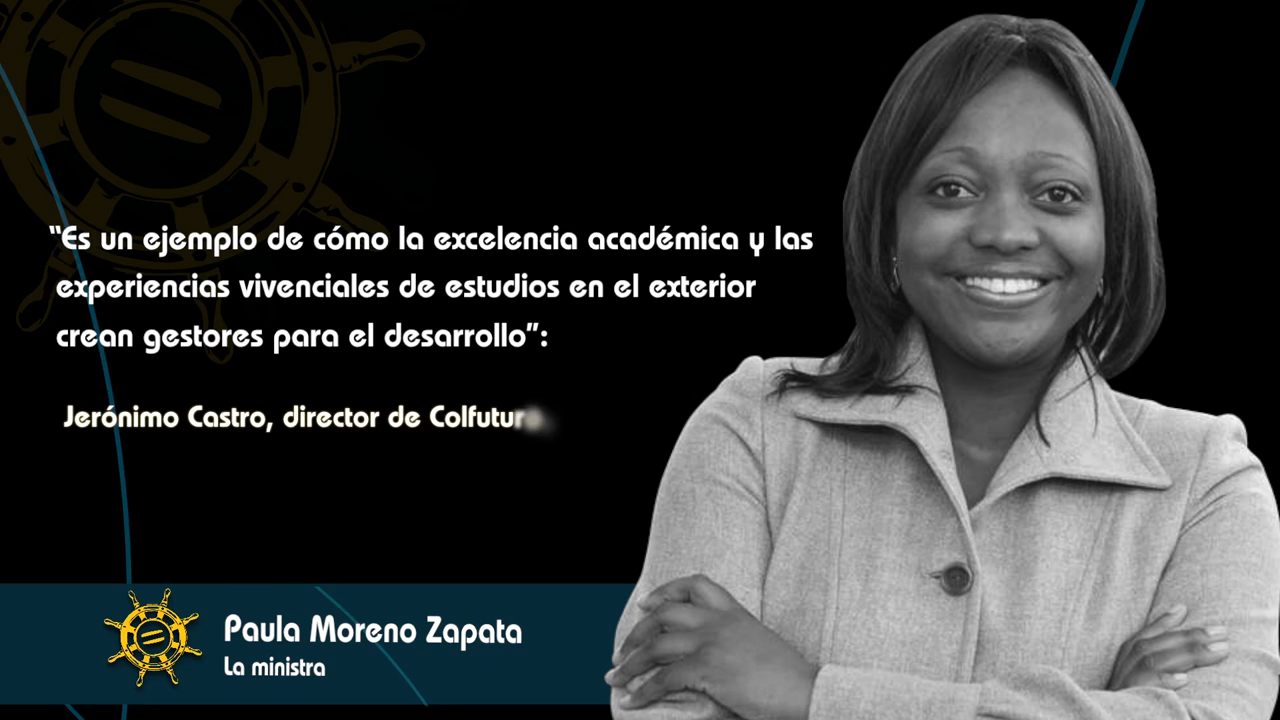 “Es un ejemplo de cómo la excelencia académica y las
experiencias vivenciales de estudios en el exterior
crean gestores para el desarrollo”:
Jerónimo Castro, director de Colfuturo
Paula Moreno Zapata
La ministra